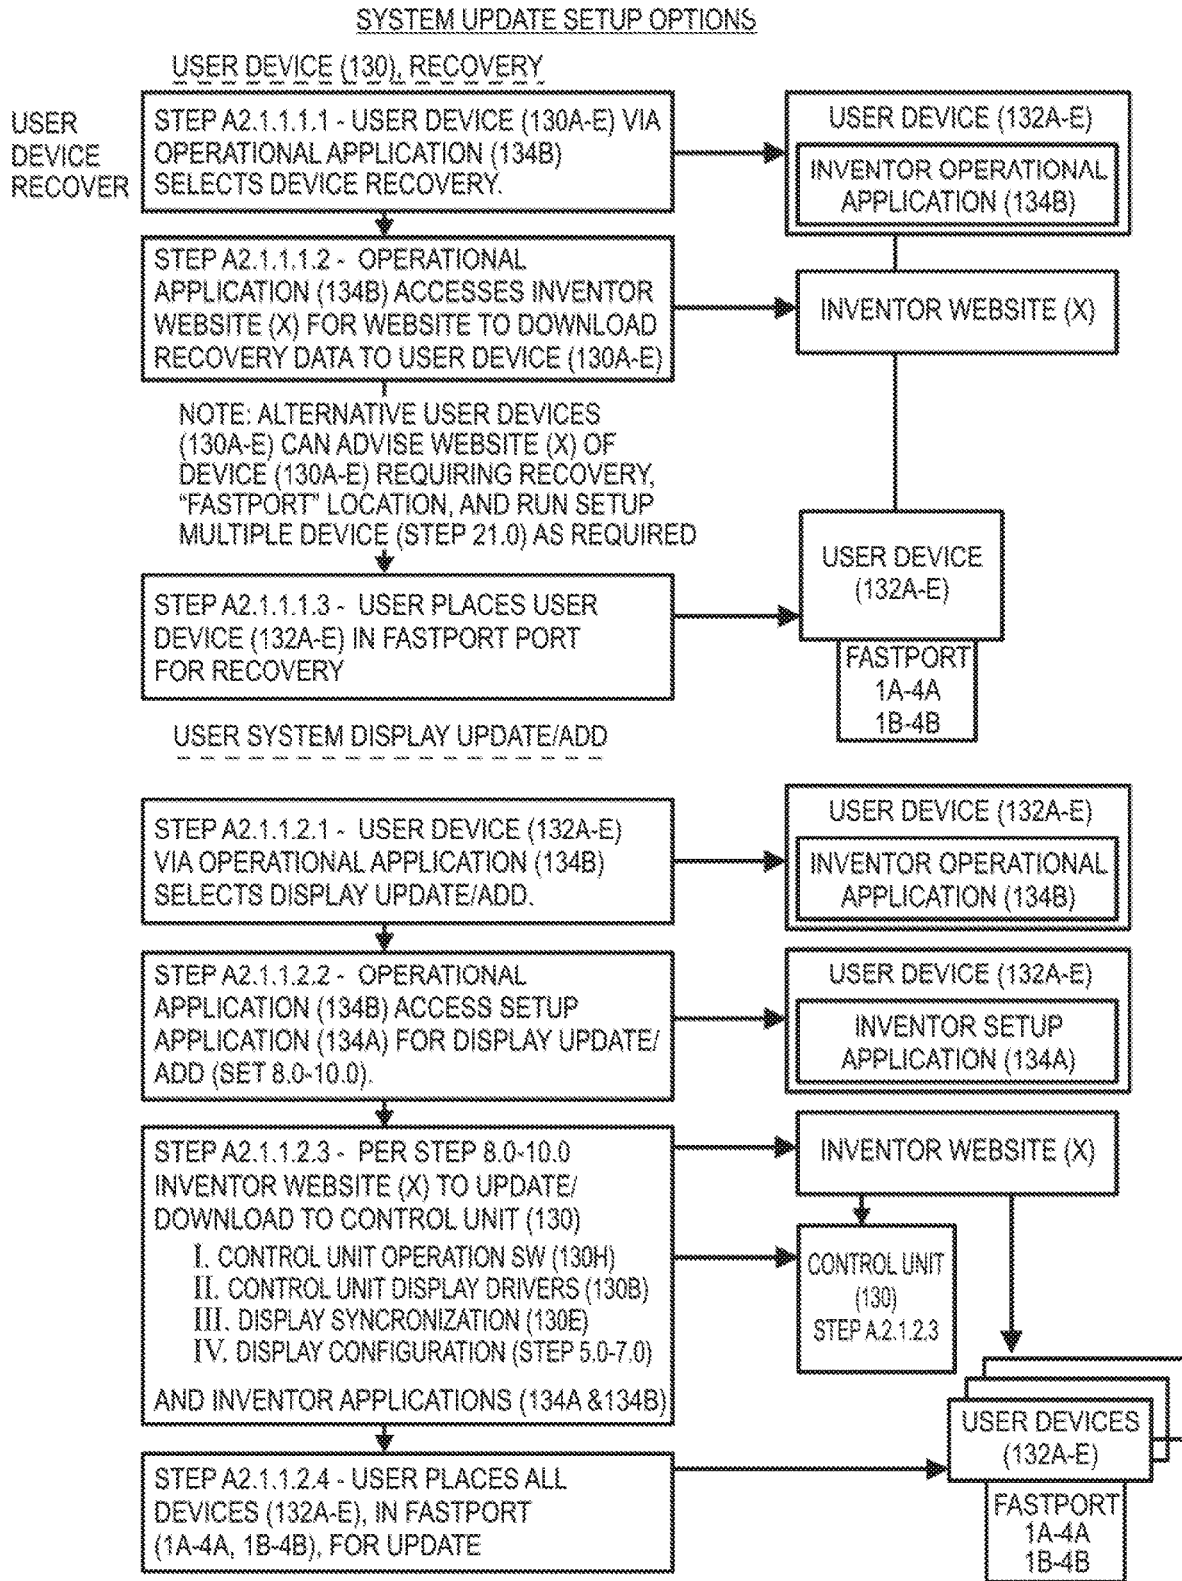 SYSTEM UPDATE SETUP OPTIONS
USER DEVICE (130), RECOVERY
USER
DEVICE
RECOVER
STEP A2.1.1.1.1 - USER DEVICE (130A-E) VIA
OPERATIONAL APPLICATION (134B)
SELECTS DEVICE RECOVERY.
USER DEVICE (132A-E)
INVENTOR OPERATIONAL
APPLICATION (134B)
STEP A2.1.1.1.2 - OPERATIONAL
APPLICATION (134B) ACCESSES INVENTOR
WEBSITE (X) FOR WEBSITE TO DOWNLOAD
RECOVERY DATA TO USER DEVICE (130A-E)
INVENTOR WEBSITE (X)
NOTE: ALTERNATIVE USER DEVICES
(130A-E) CAN ADVISE WEBSITE (X) OF
DEVICE (130A-E) REQUIRING RECOVERY,
"FASTPORT" LOCATION, AND RUN SETUP
MULTIPLE DEVICE (STEP 21.0) AS REQUIRED
STEP A2.1.1.1.3 - USER PLACES USER
DEVICE (132A-E) IN FASTPORT PORT
FOR RECOVERY
USER DEVICE
(132A-E)
FASTPORT
1A-4A
1B-4B
USER SYSTEM DISPLAY UPDATE/ADD
STEP A2.1.1.2.1 - USER DEVICE (132A-E)
VIA OPERATIONAL APPLICATION (134B)
SELECTS DISPLAY UPDATE/ADD.
USER DEVICE (132A-E)
INVENTOR OPERATIONAL
APPLICATION (134B)
STEP A2.1.1.2.2 - OPERATIONAL
APPLICATION (134B) ACCESS SETUP
APPLICATION (134A) FOR DISPLAY UPDATE/
ADD (SET 8.0-10.0).
USER DEVICE (132A-E)
INVENTOR SETUP
APPLICATION (134A)
STEP A2.1.1.2.3 - PER STEP 8.0-10.0
INVENTOR WEBSITE (X) TO UPDATE/
DOWNLOAD TO CONTROL UNIT (130)
I. CONTROL UNIT OPERATION SW (130H)
II. CONTROL UNIT DISPLAY DRIVERS (130B)
III. DISPLAY SYNCRONIZATION (130E)
IV. DISPLAY CONFIGURATION (STEP 5.0-7.0)
AND INVENTOR APPLICATIONS (134A &134B)
INVENTOR WEBSITE (X)
CONTROL UNIT
(130)
STEP A.2.1.2.3
STEP A2.1.1.2.4 - USER PLACES ALL
DEVICES (132A-E), IN FASTPORT
(1A-4A, 1B-4B), FOR UPDATE
USER DEVICES
(132A-E)
FASTPORT
1A-4A
1B-4B